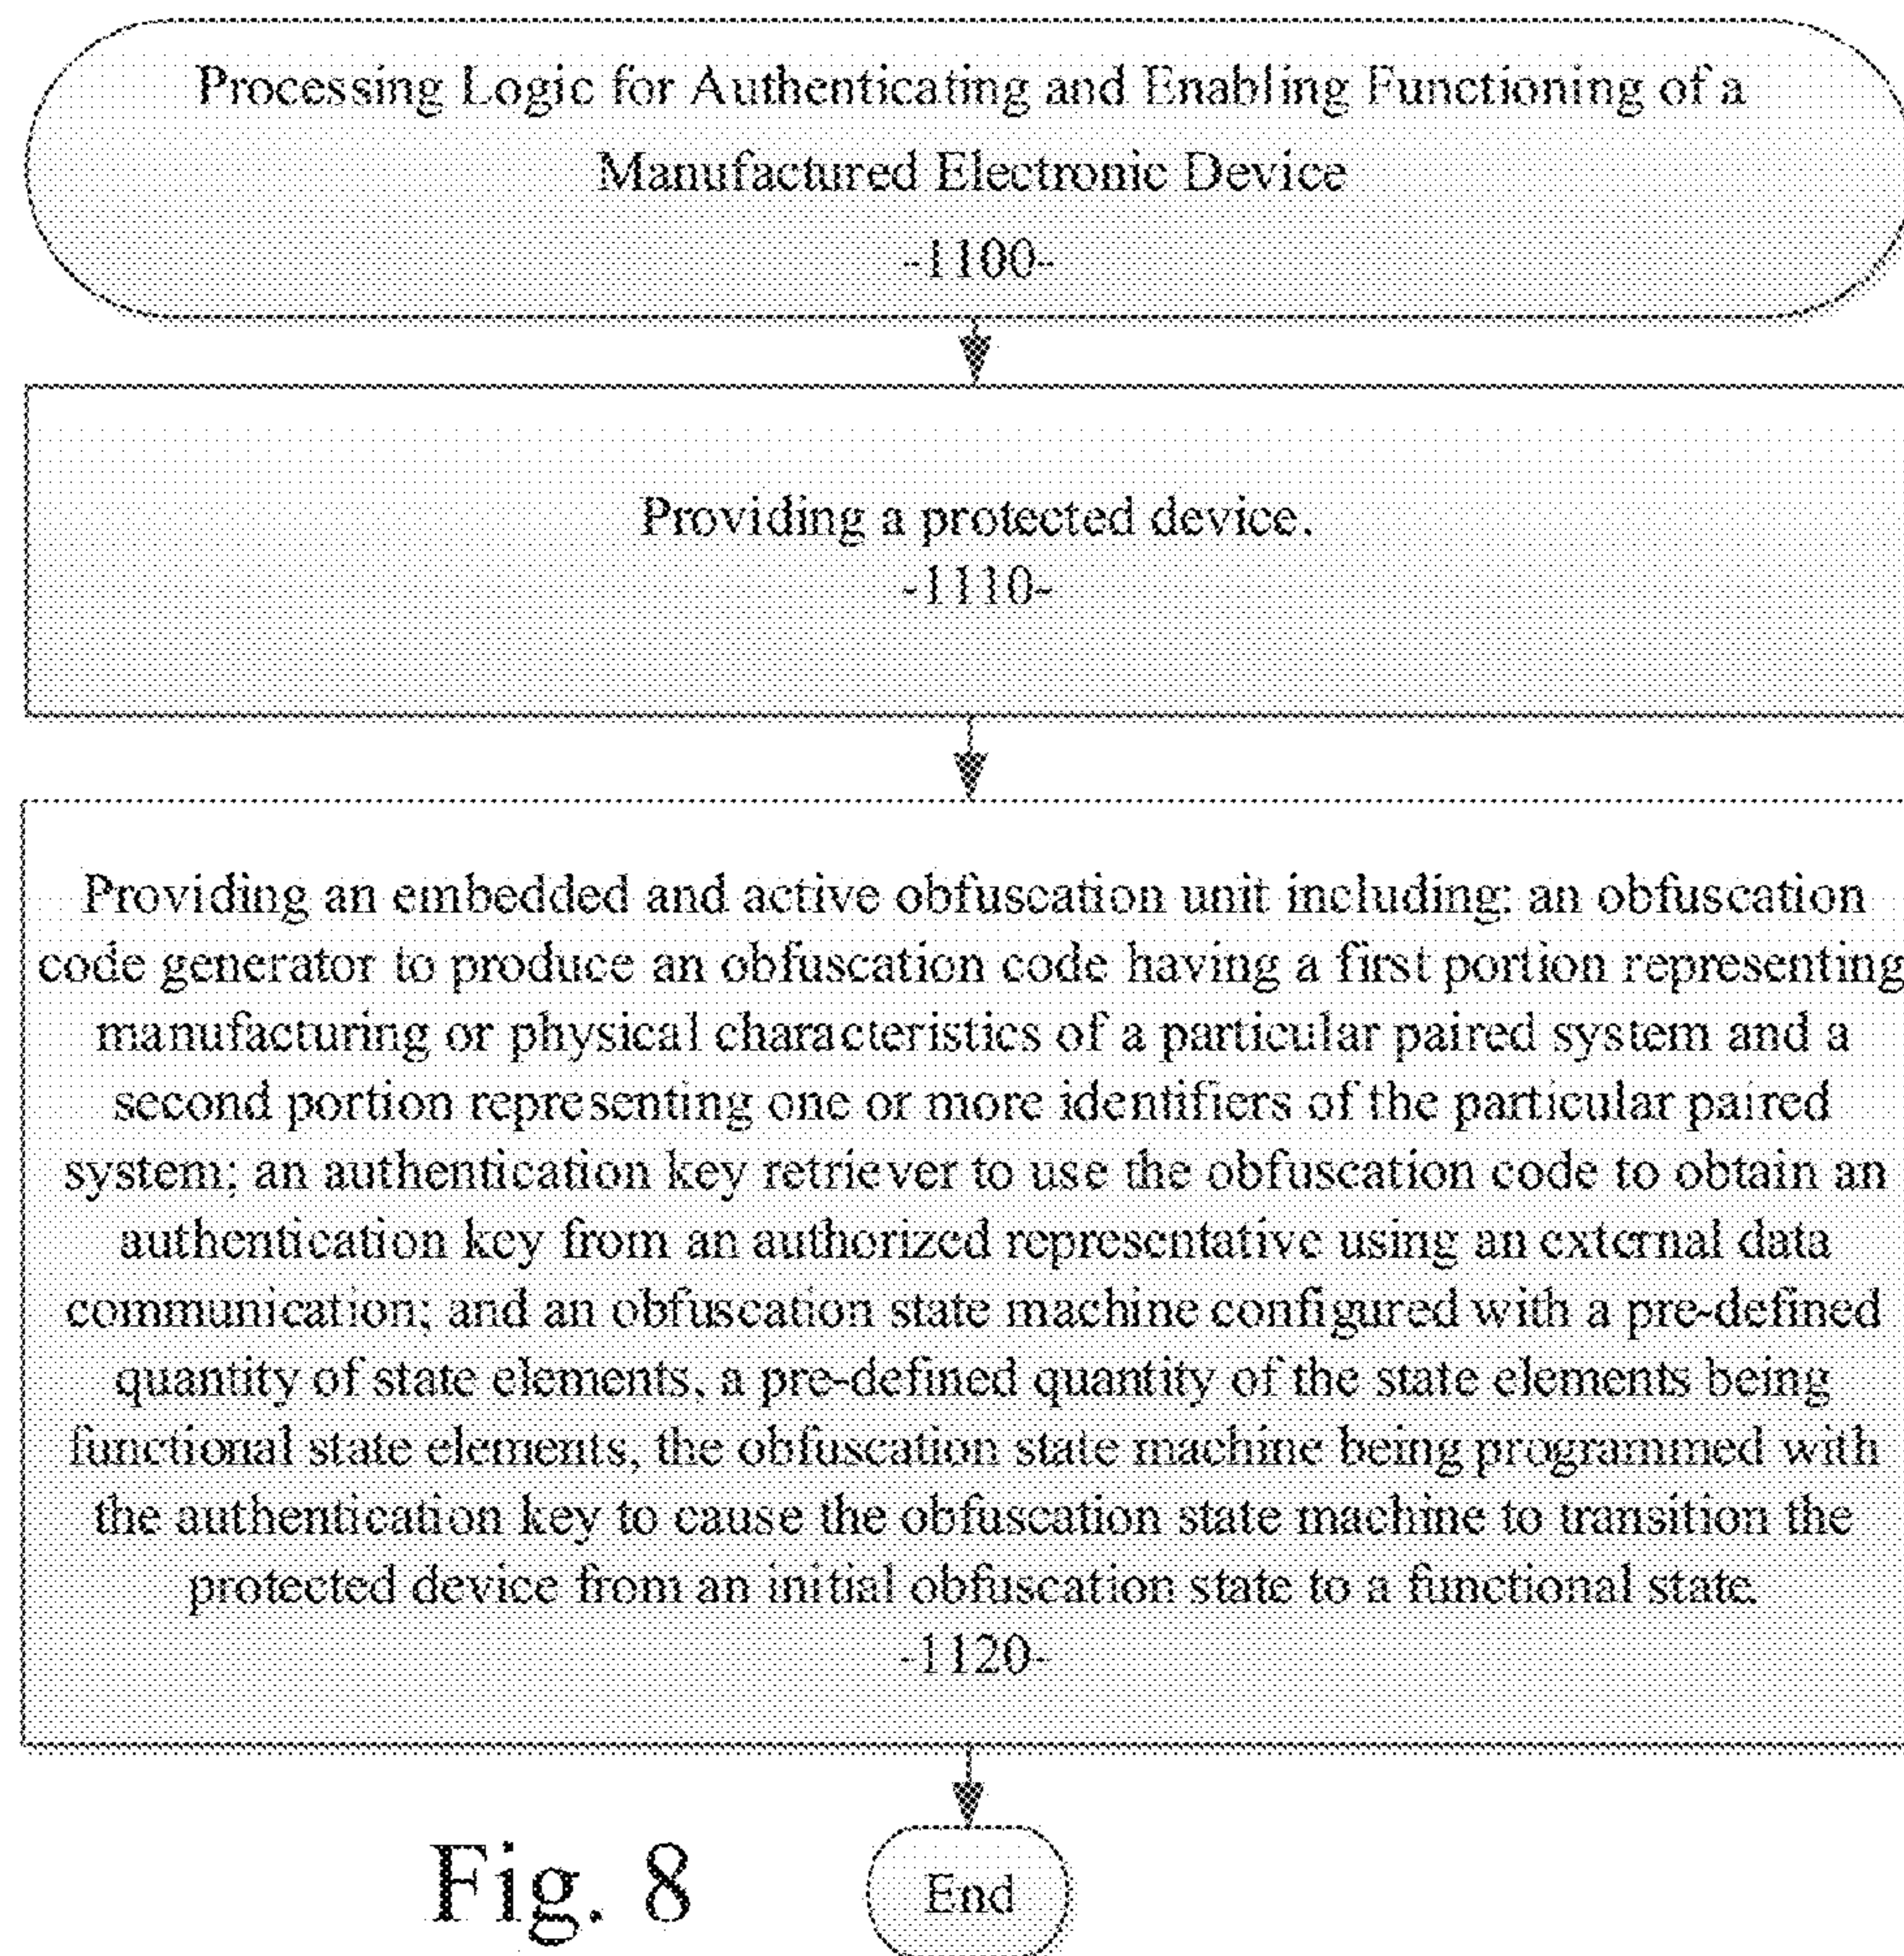 Processing Logic for Authenticating and Enabling Functioning of a
Manufactured Electronic Device
-1100-
Providing a protected device.
-1110-
Providing an embedded and active obfuscation unit including: an obfuscation
code generator to produce an obfuscation code having a first portion representing
manufacturing or physical characteristics of a particular paired system and a
second portion representing one or more identifiers of the particular paired
system; an authentication key retriever to use the obfuscation code to obtain an
authentication key from an authorized representative using an external data
communication; and an obfuscation state machine configured with a pre-defined
quantity of state elements, a pre-defined quantity of the state elements being
functional state elements, the obfuscation state machine being programmed with
the authentication key to cause the obfuscation state machine to transition the
protected device from an initial obfuscation state to a functional state.
-1120-
Fig. 8
End